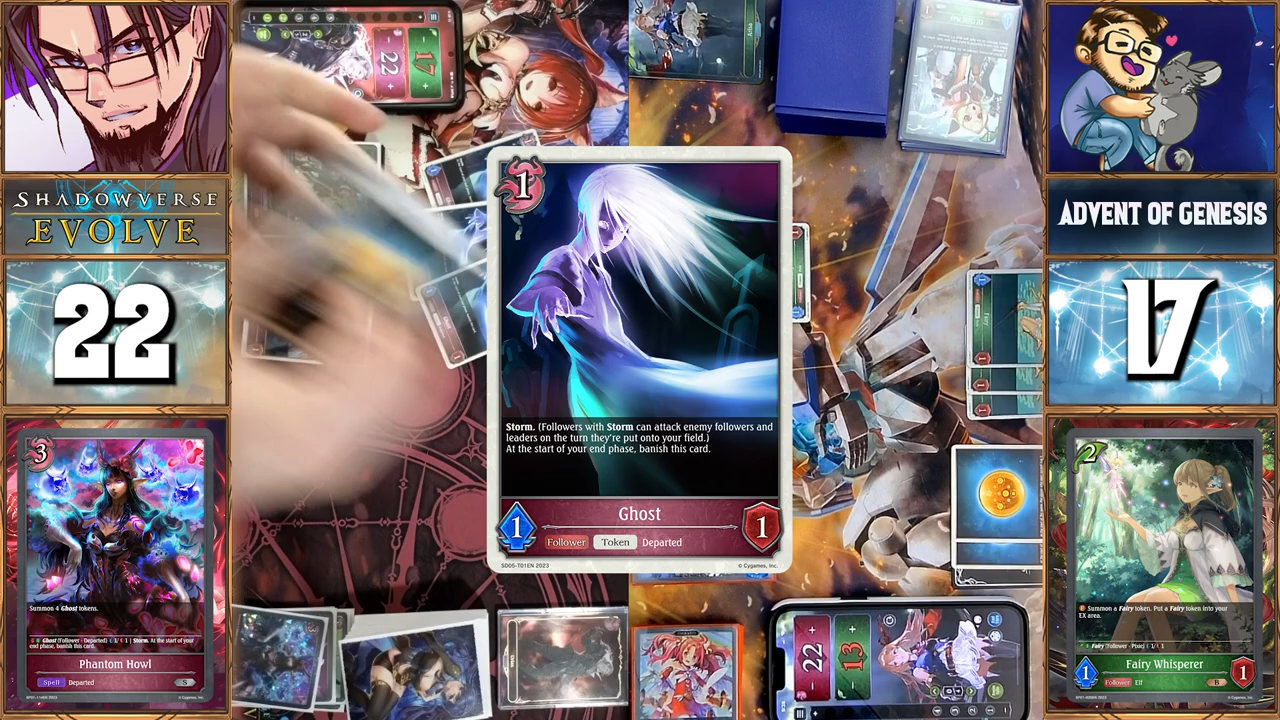 22
17
SHADOWVERSE
EVOLVE
22
3
Summon 4 Ghost tokens.
Ghost (Follower - Departed) 1/1 Storm. At the start of your
end phase, banish this card.
Phantom Howl
Spell Departed S
1
Storm. (Followers with Storm can attack enemy followers and
leaders on the turn they're put onto your field.)
At the start of your end phase, banish this card.
Ghost
1
1
Follower Token Departed
SD05-T01EN 2023
© Cygames, Inc.
22
13
ADVENT OF GENESIS
17
2
Summon a Fairy token. Put a Fairy token into your
EX area.
Fairy (Follower - Pixie) 1/1
Fairy Whisperer
1
1
Follower Elf B